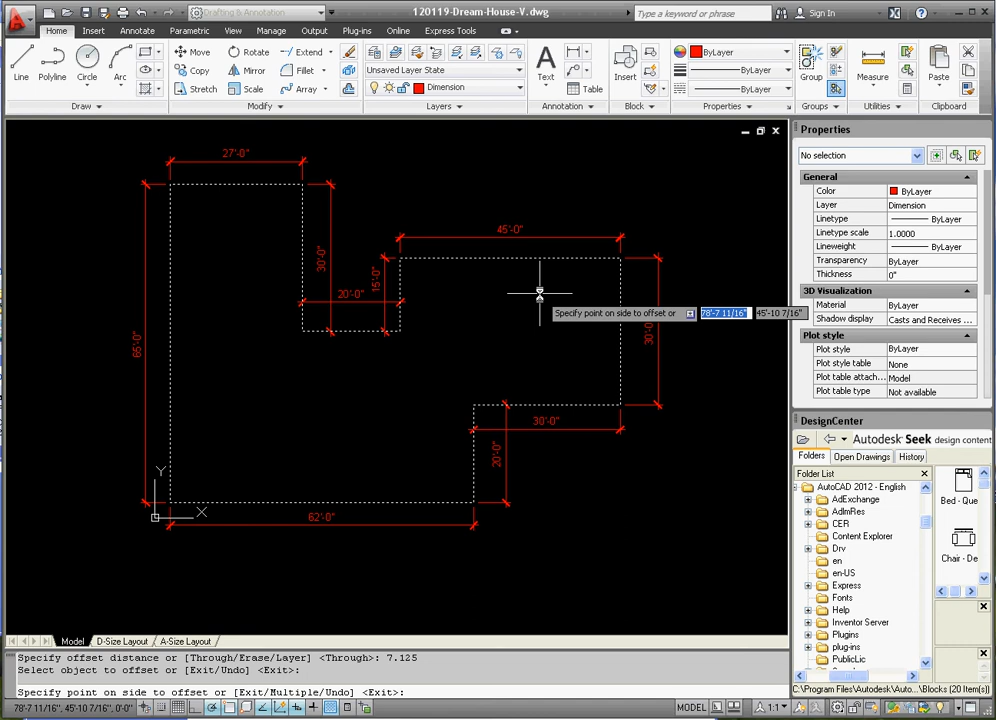 Drafting & Annotation
120119-Dream-House-V.dwg
Type a keyword or phrase
Sign In
Home Insert Annotate Parametric View Manage Output Plug-ins Online Express Tools
Line
Polyline
Circle
Arc
Move
Rotate
Extend
Copy
Mirror
Fillet
Stretch
Scale
Array
Unsaved Layer State
Dimension
Text
Table
Insert
ByLayer
ByLayer
ByLayer
Group
Measure
Paste
Draw
Modify
Layers
Annotation
Block
Properties
Groups
Utilities
Clipboard
27'-0"
30'-0"
15'-0"
45'-0"
20'-0"
65'-0"
30'-0"
30'-0"
20'-0"
62'-0"
Y
X
Specify point on side to offset or
78'-7 11/16"
45'-10 7/16"
Properties
No selection
General
Color ByLayer
Layer Dimension
Linetype ByLayer
Linetype scale 1.0000
Lineweight ByLayer
Transparency ByLayer
Thickness 0"
3D Visualization
Material ByLayer
Shadow display Casts and Receives ...
Plot style
Plot style ByLayer
Plot style table None
Plot table attach... Model
Plot table type Not available
DesignCenter
Autodesk Seek design content
Folders Open Drawings History
Folder List
AutoCAD 2012 - English
AdExchange
AdlmRes
CER
Content Explorer
Drv
en
en-US
Express
Fonts
Help
Inventor Server
Plugins
plug-ins
PublicLic
Bed - Que
Chair - De
C:\Program Files\Autodesk\Auto...\Blocks (20 Item(s))
Model D-Size Layout A-Size Layout
Specify offset distance or [Through/Erase/Layer] <Through>: 7.125
Select object to offset or [Exit/Undo] <Exit>:
Specify point on side to offset or [Exit/Multiple/Undo] <Exit>:
78'-7 11/16", 45'-10 7/16", 0'-0"
MODEL
1:1